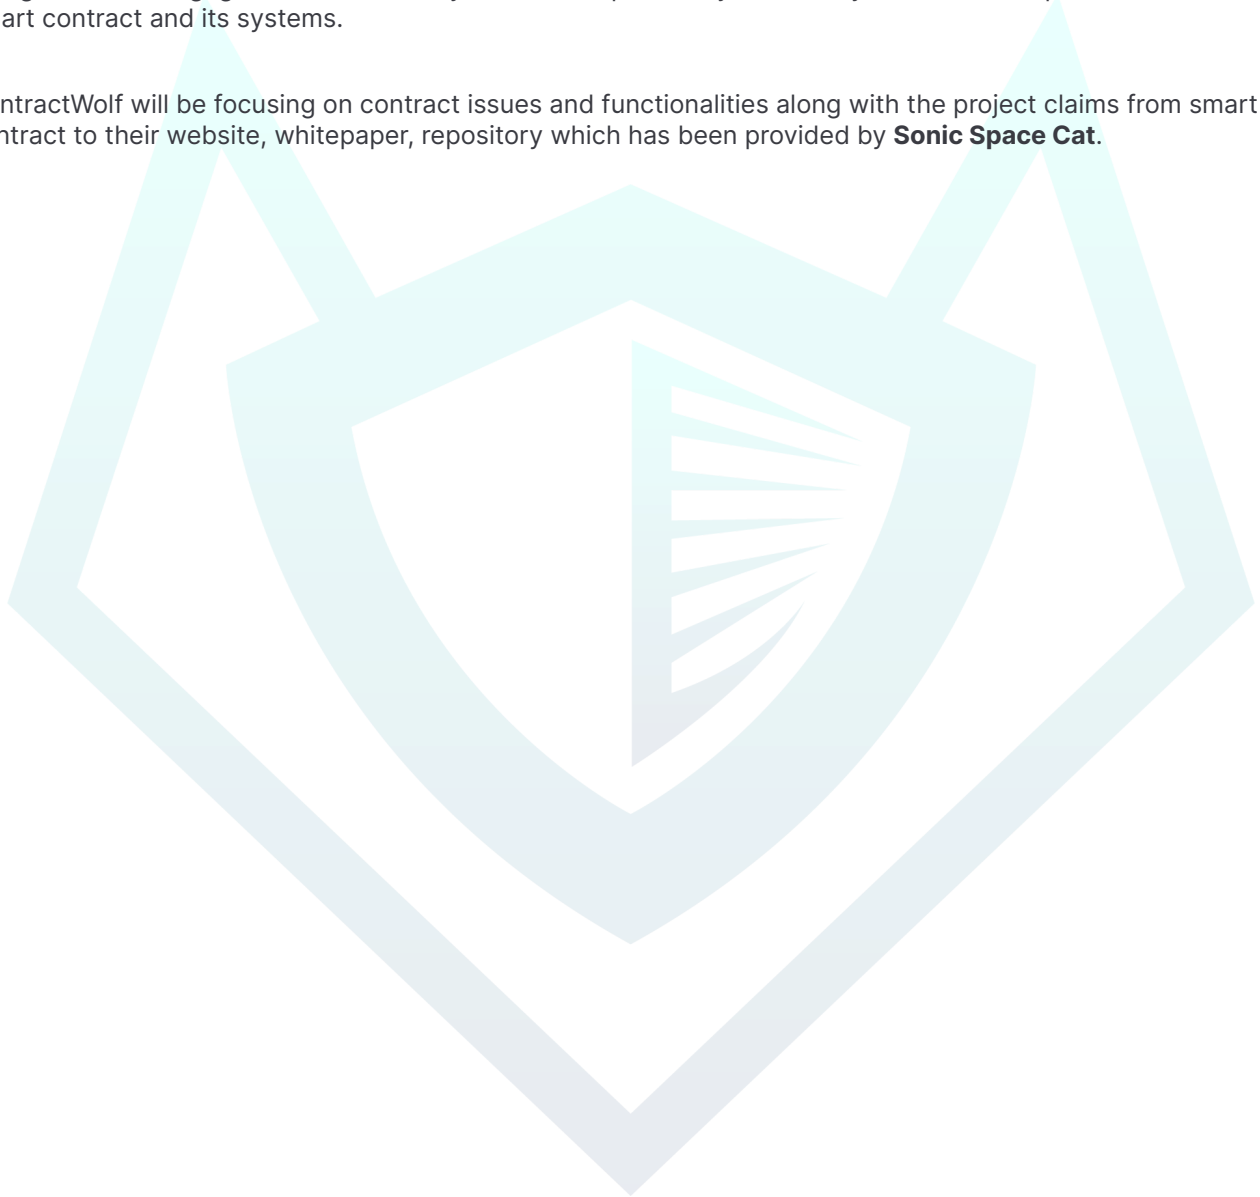 art contract and its systems.
ntractWolf will be focusing on contract issues and functionalities along with the project claims from smart
ntract to their website, whitepaper, repository which has been provided by Sonic Space Cat.